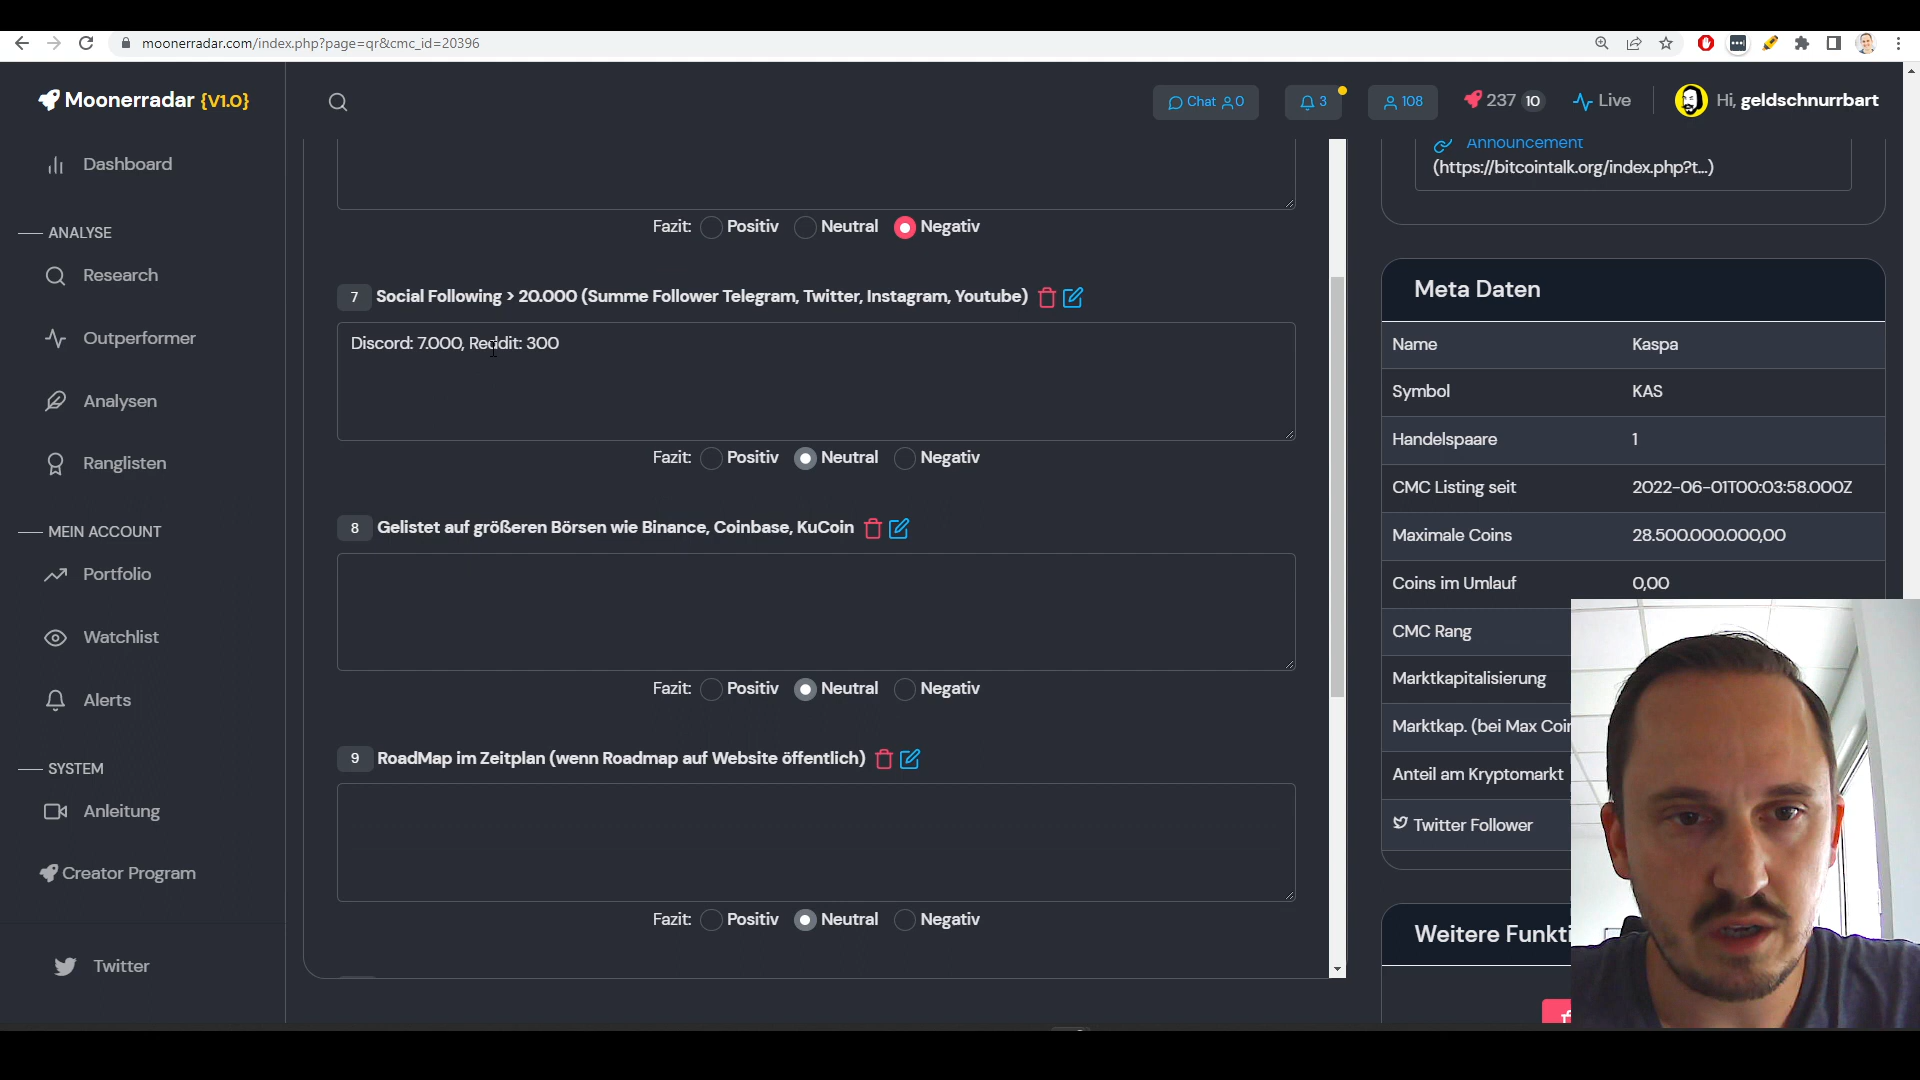 moonerradar.com/index.php?page=qr&cmc_id=20396
Moonerradar {V1.0}
Chat 0
3
108
237 10
Live
Hi, geldschnurrbart
Dashboard
ANALYSE
Research
Outperformer
Analysen
Ranglisten
MEIN ACCOUNT
Portfolio
Watchlist
Alerts
SYSTEM
Anleitung
Creator Program
Twitter
Fazit: Positiv Neutral Negativ
7 Social Following > 20.000 (Summe Follower Telegram, Twitter, Instagram, Youtube)
Discord: 7.000, Reddit: 300
Fazit: Positiv Neutral Negativ
8 Gelistet auf größeren Börsen wie Binance, Coinbase, KuCoin
Fazit: Positiv Neutral Negativ
9 RoadMap im Zeitplan (wenn Roadmap auf Website öffentlich)
Fazit: Positiv Neutral Negativ
Announcement
(https://bitcointalk.org/index.php?t...)
Meta Daten
Name Kaspa
Symbol KAS
Handelspaare 1
CMC Listing seit 2022-06-01T00:03:58.000Z
Maximale Coins 28.500.000.000,00
Coins im Umlauf 0,00
CMC Rang
Marktkapitalisierung
Marktkap. (bei Max Coin
Anteil am Kryptomarkt
Twitter Follower
Weitere Funkti